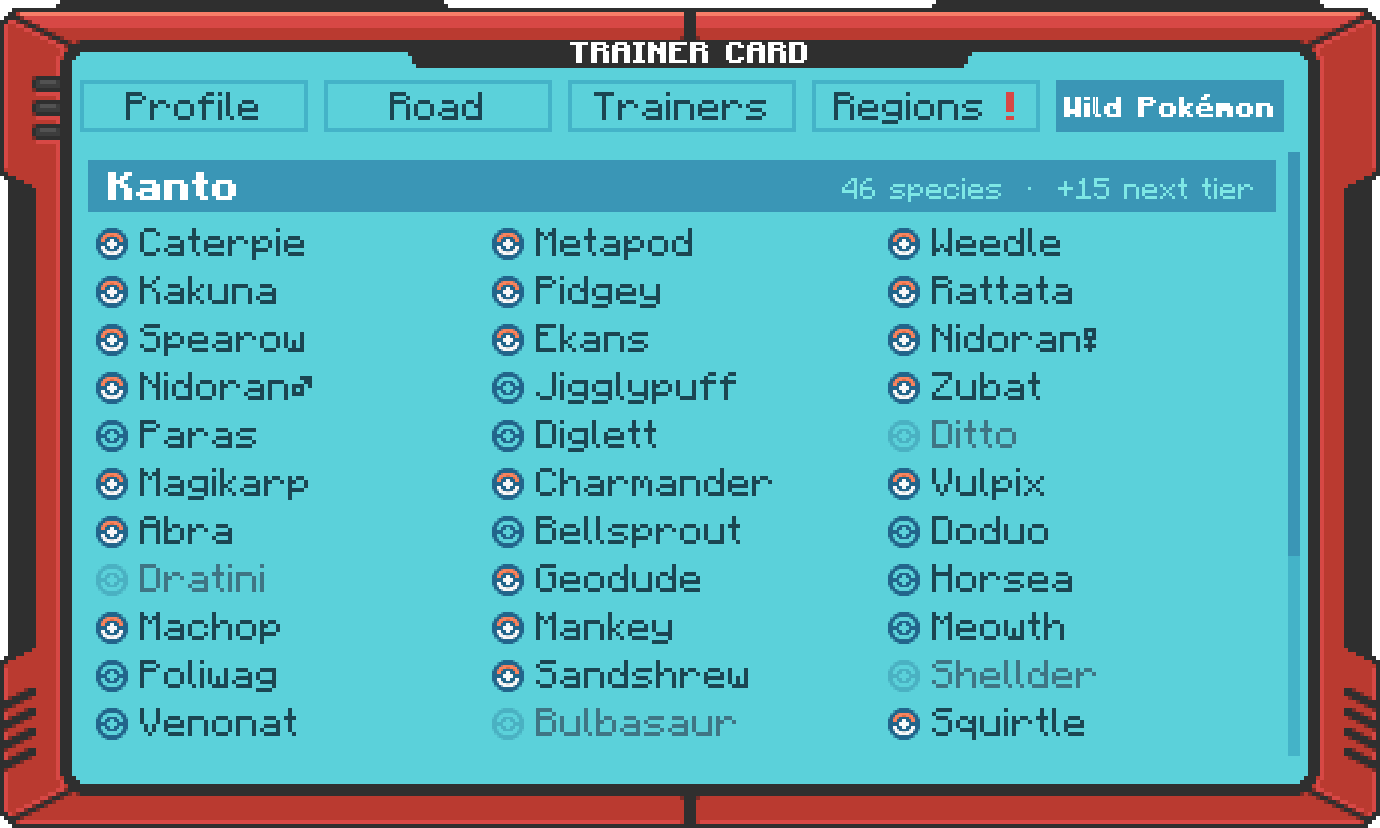 TRAINER CARD
Profile Road Trainers Regions ! Wild Pokémon
Kanto 46 species · +15 next tier
Caterpie Metapod Weedle
Kakuna Pidgey Rattata
Spearow Ekans Nidoran♀
Nidoran♂ Jigglypuff Zubat
Paras Diglett Ditto
Magikarp Charmander Vulpix
Abra Bellsprout Doduo
Dratini Geodude Horsea
Machop Mankey Meowth
Poliwag Sandshrew Shellder
Venonat Bulbasaur Squirtle